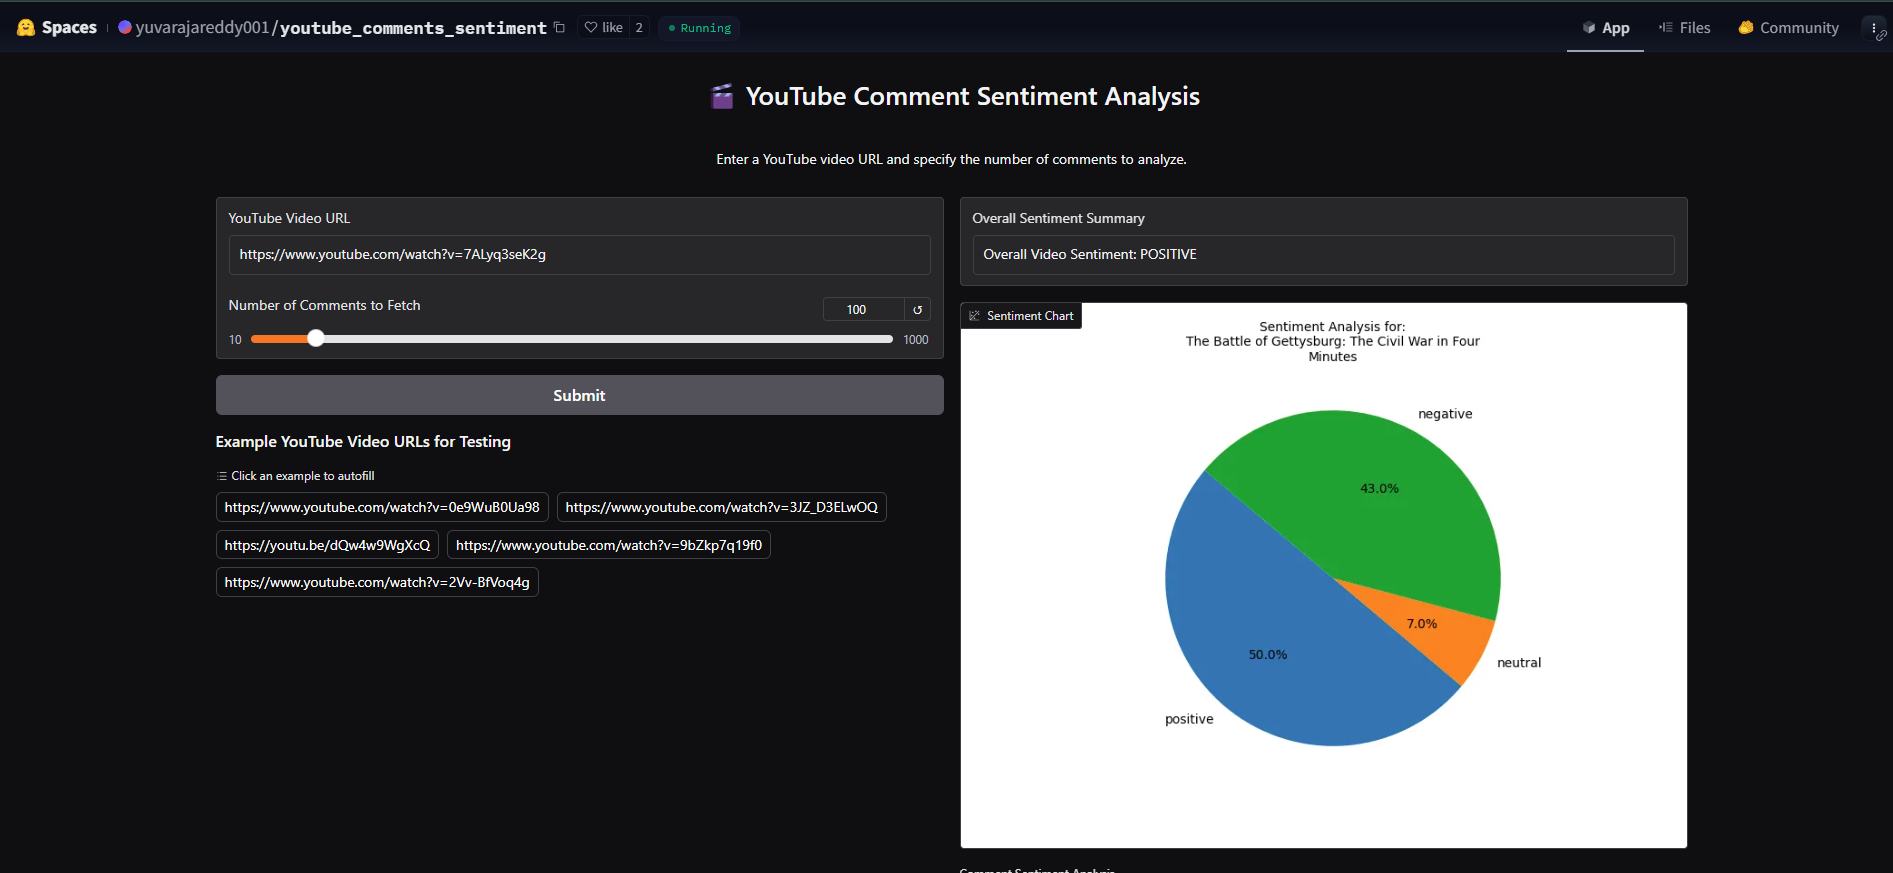 Spaces yuvarajareddy001/youtube_comments_sentiment like 2 Running App Files Community
YouTube Comment Sentiment Analysis
Enter a YouTube video URL and specify the number of comments to analyze.
YouTube Video URL
https://www.youtube.com/watch?v=7ALyq3seK2g
Number of Comments to Fetch
100
10
1000
Submit
Example YouTube Video URLs for Testing
Click an example to autofill
https://www.youtube.com/watch?v=0e9WuB0Ua98
https://www.youtube.com/watch?v=3JZ_D3ELwOQ
https://youtu.be/dQw4w9WgXcQ
https://www.youtube.com/watch?v=9bZkp7q19f0
https://www.youtube.com/watch?v=2Vv-BfVoq4g
Overall Sentiment Summary
Overall Video Sentiment: POSITIVE
Sentiment Chart
Sentiment Analysis for:
The Battle of Gettysburg: The Civil War in Four
Minutes
negative
43.0%
7.0%
neutral
50.0%
positive
Comment Sentiment Analysis